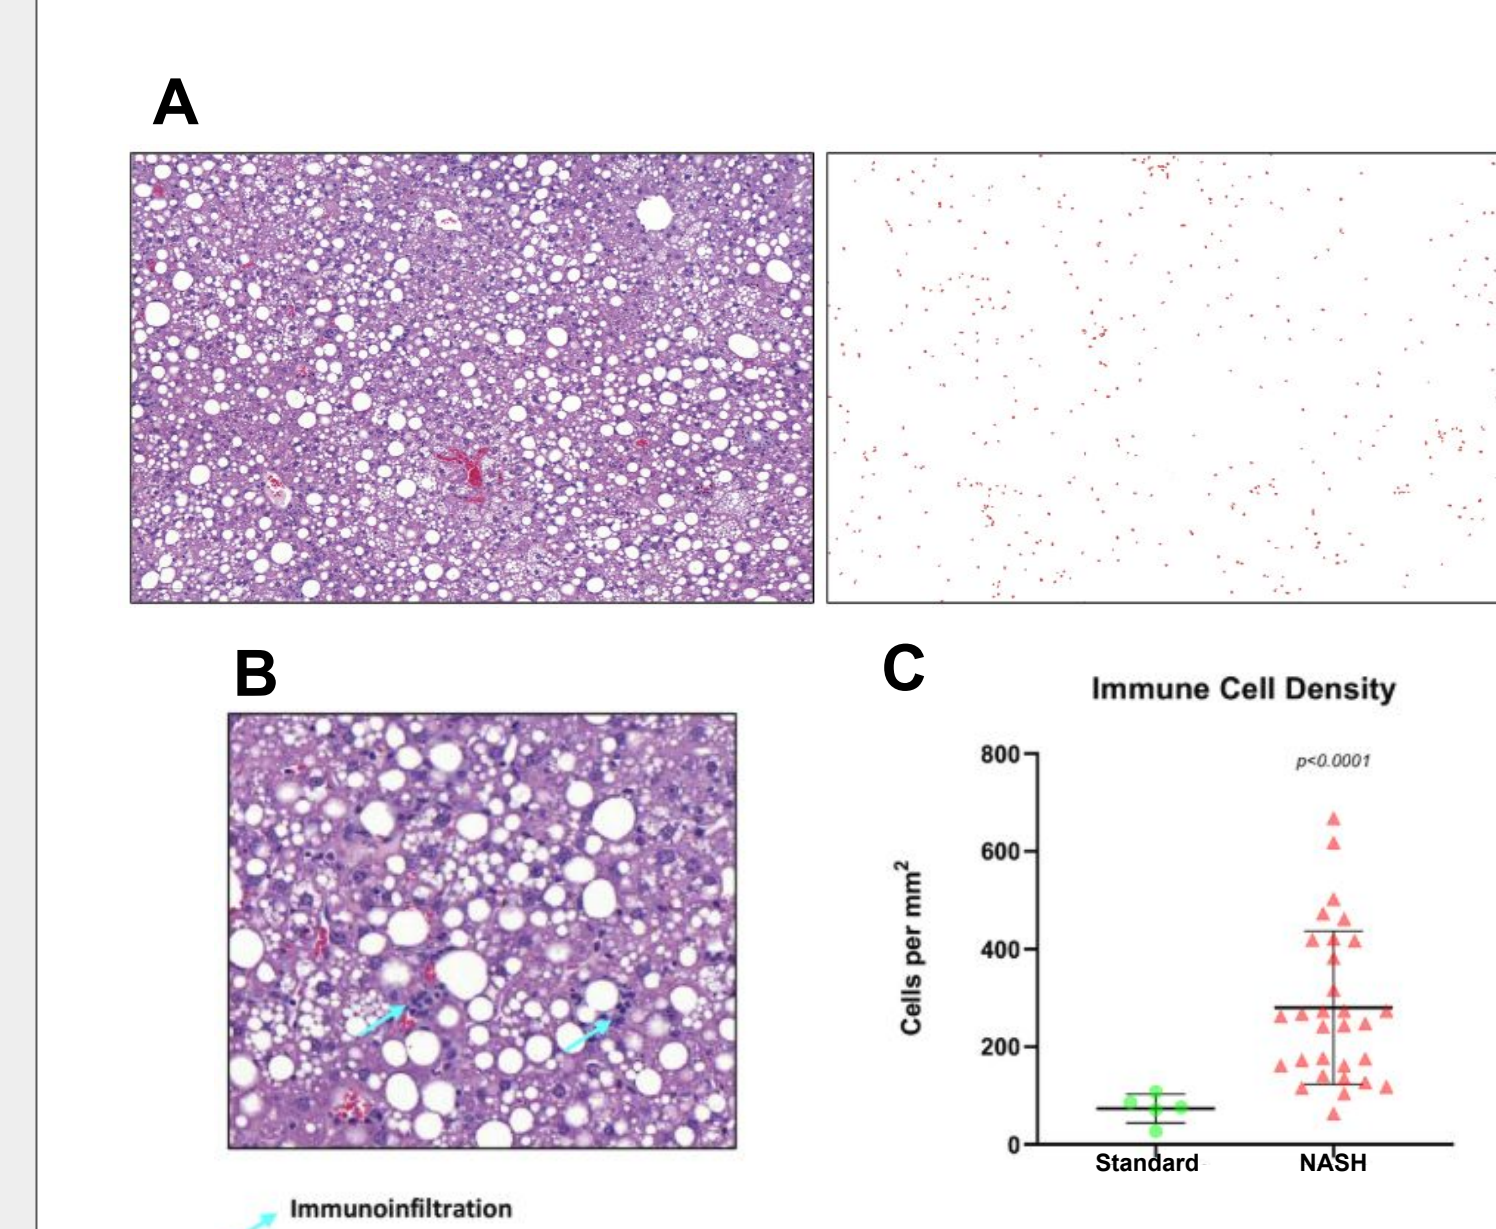 A
B
C
Immune Cell Density
p<0.0001
800
600
400
200
0
Cells per mm²
Standard
NASH
Immunoinfiltration